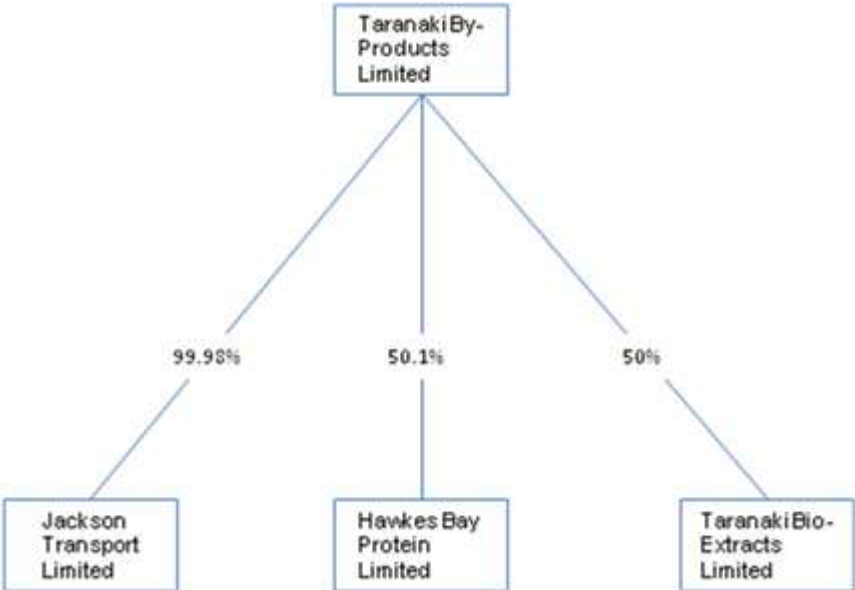 Taranaki By-
Products
Limited
99.98%
50.1%
50%
Jackson
Transport
Limited
Hawkes Bay
Protein
Limited
Taranaki Bio-
Extracts
Limited